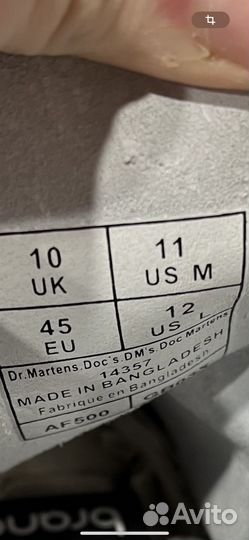 10 11
UK US M
45 12
EU US L
Dr.Martens.Doc's.DM's.Doc Martens
14357
MADE IN BANGLADESH
Fabrique en Bangladesh
AF500
Avito